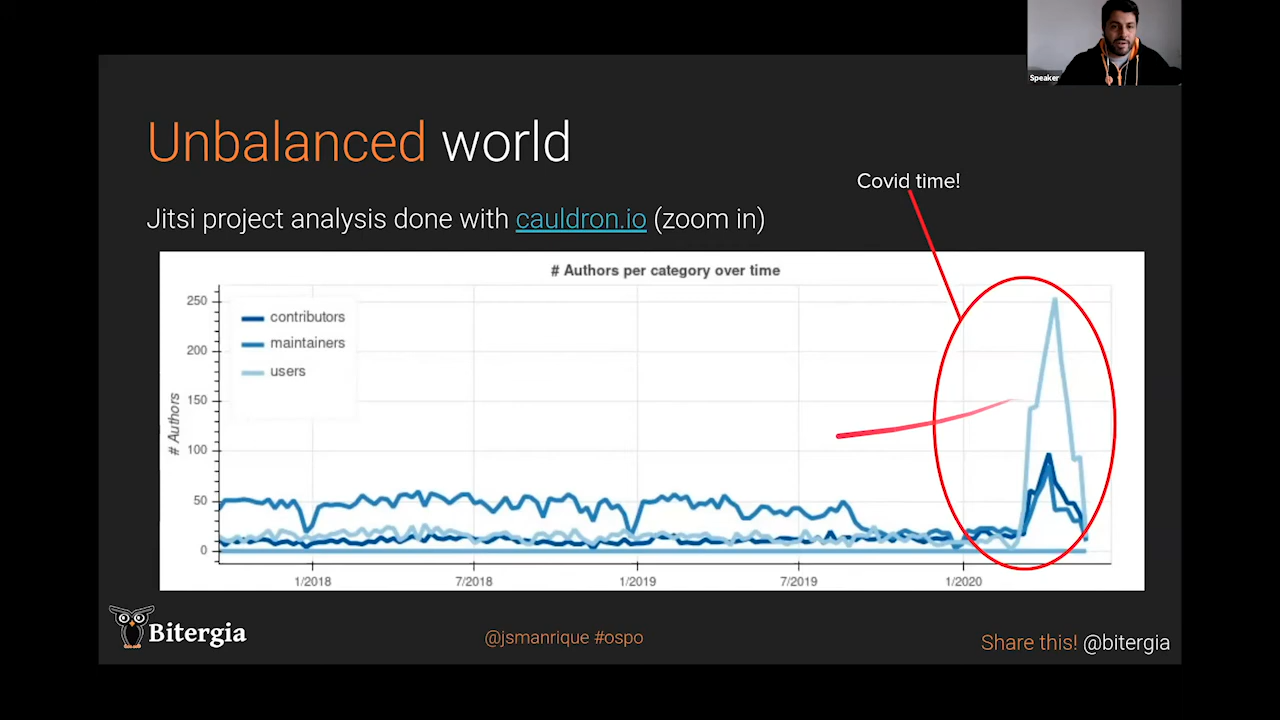 Speaker
Unbalanced world
Covid time!
Jitsi project analysis done with cauldron.io (zoom in)
# Authors per category over time
contributors
maintainers
users
# Authors
250
200
150
100
50
0
1/2018
7/2018
1/2019
7/2019
1/2020
Bitergia
@jsmanrique #ospo
Share this! @bitergia